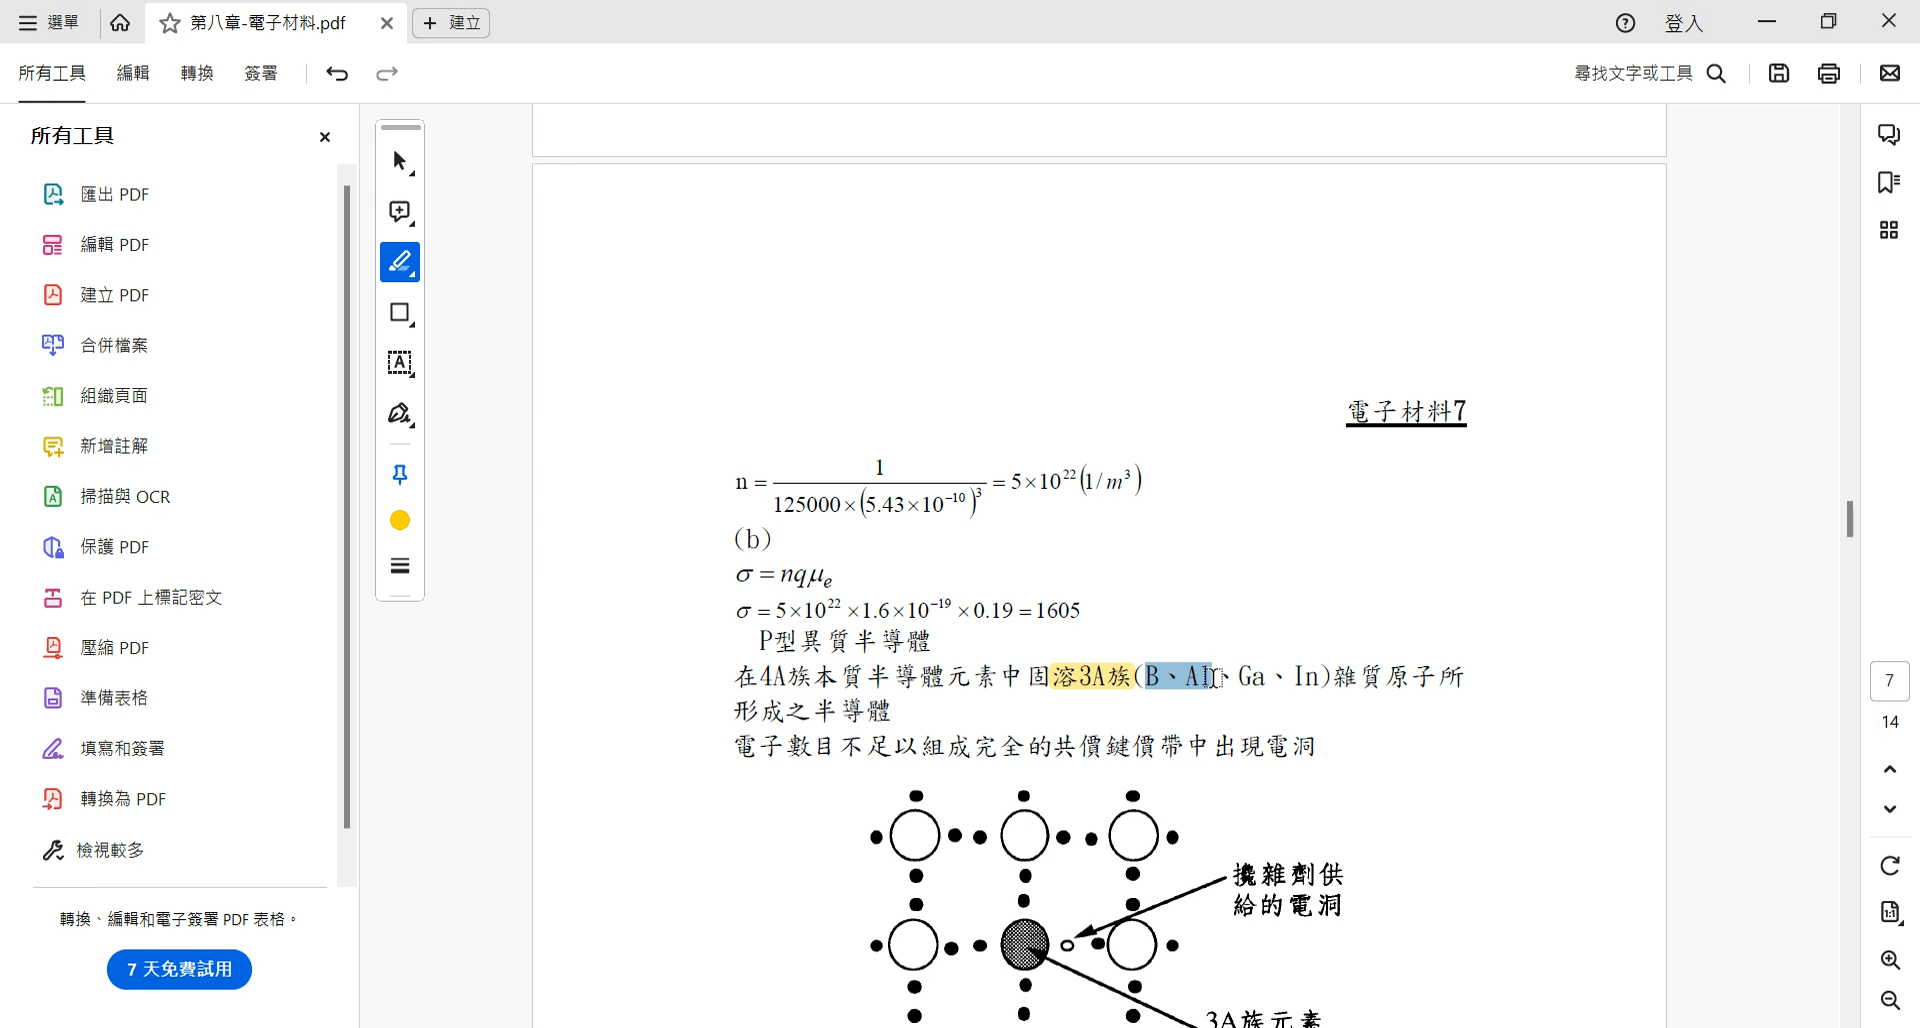 選單
第八章-電子材料.pdf
建立
登入
所有工具 編輯 轉換 簽署
尋找文字或工具
所有工具
匯出 PDF
編輯 PDF
建立 PDF
合併檔案
組織頁面
新增註解
掃描與 OCR
保護 PDF
在 PDF 上標記密文
壓縮 PDF
準備表格
填寫和簽署
轉換為 PDF
檢視較多
轉換、編輯和電子簽署 PDF 表格。
7 天免費試用
電子材料7
n = 1 / 125000×(5.43×10⁻¹⁰)³ = 5×10²²(1/m³)
(b)
σ = nqμₑ
σ = 5×10²² ×1.6×10⁻¹⁹ ×0.19 = 1605
P型異質半導體
在4A族本質半導體元素中固溶3A族(B、Al、Ga、In)雜質原子所
形成之半導體
電子數目不足以組成完全的共價鍵價帶中出現電洞
攙雜劑供
給的電洞
3A族元素
7
14